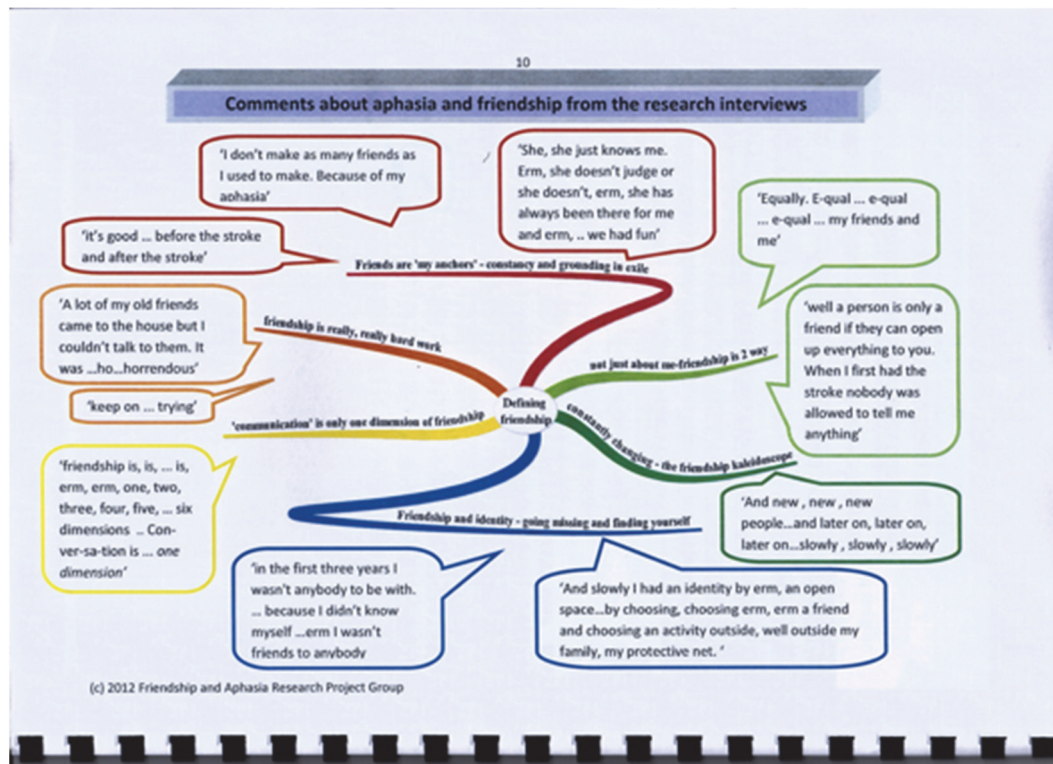 10
Comments about aphasia and friendship from the research interviews
'I don't make as many friends as
I used to make. Because of my
aphasia'
'She, she just knows me.
Erm, she doesn't judge or
she doesn't, erm, she has
always been there for me
and erm, .. we had fun'
'Equally. E-qual ... e-qual
... e-qual ... my friends and
me'
'it's good ... before the stroke
and after the stroke'
Friends are 'my anchors' - constancy and grounding in exile
'A lot of my old friends
came to the house but I
couldn't talk to them. It
was ...ho...horrendous'
friendship is really, really hard work
not just about me-friendship is 2 way
'well a person is only a
friend if they can open
up everything to you.
When I first had the
stroke nobody was
allowed to tell me
anything'
'keep on ... trying'
Defining
friendship
'communication' is only one dimension of friendship
constantly changing - the friendship kaleidoscope
'friendship is, is, ... is,
erm, erm, one, two,
three, four, five, ... six
dimensions .. Con-
ver-sa-tion is ... one
dimension'
'And new , new , new
people...and later on, later on,
later on...slowly , slowly , slowly'
Friendship and identity - going missing and finding yourself
'in the first three years I
wasn't anybody to be with.
... because I didn't know
myself ...erm I wasn't
friends to anybody
'And slowly I had an identity by erm, an open
space...by choosing, choosing erm, erm a friend
and choosing an activity outside, well outside my
family, my protective net. '
(c) 2012 Friendship and Aphasia Research Project Group